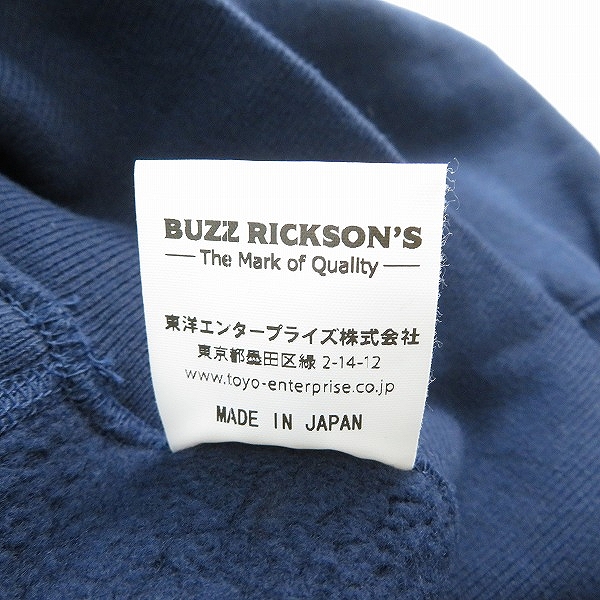 BUZZ RICKSON'S
The Mark of Quality
東洋エンタープライズ株式会社
東京都墨田区緑 2-14-12
www.toyo-enterprise.co.jp
MADE IN JAPAN